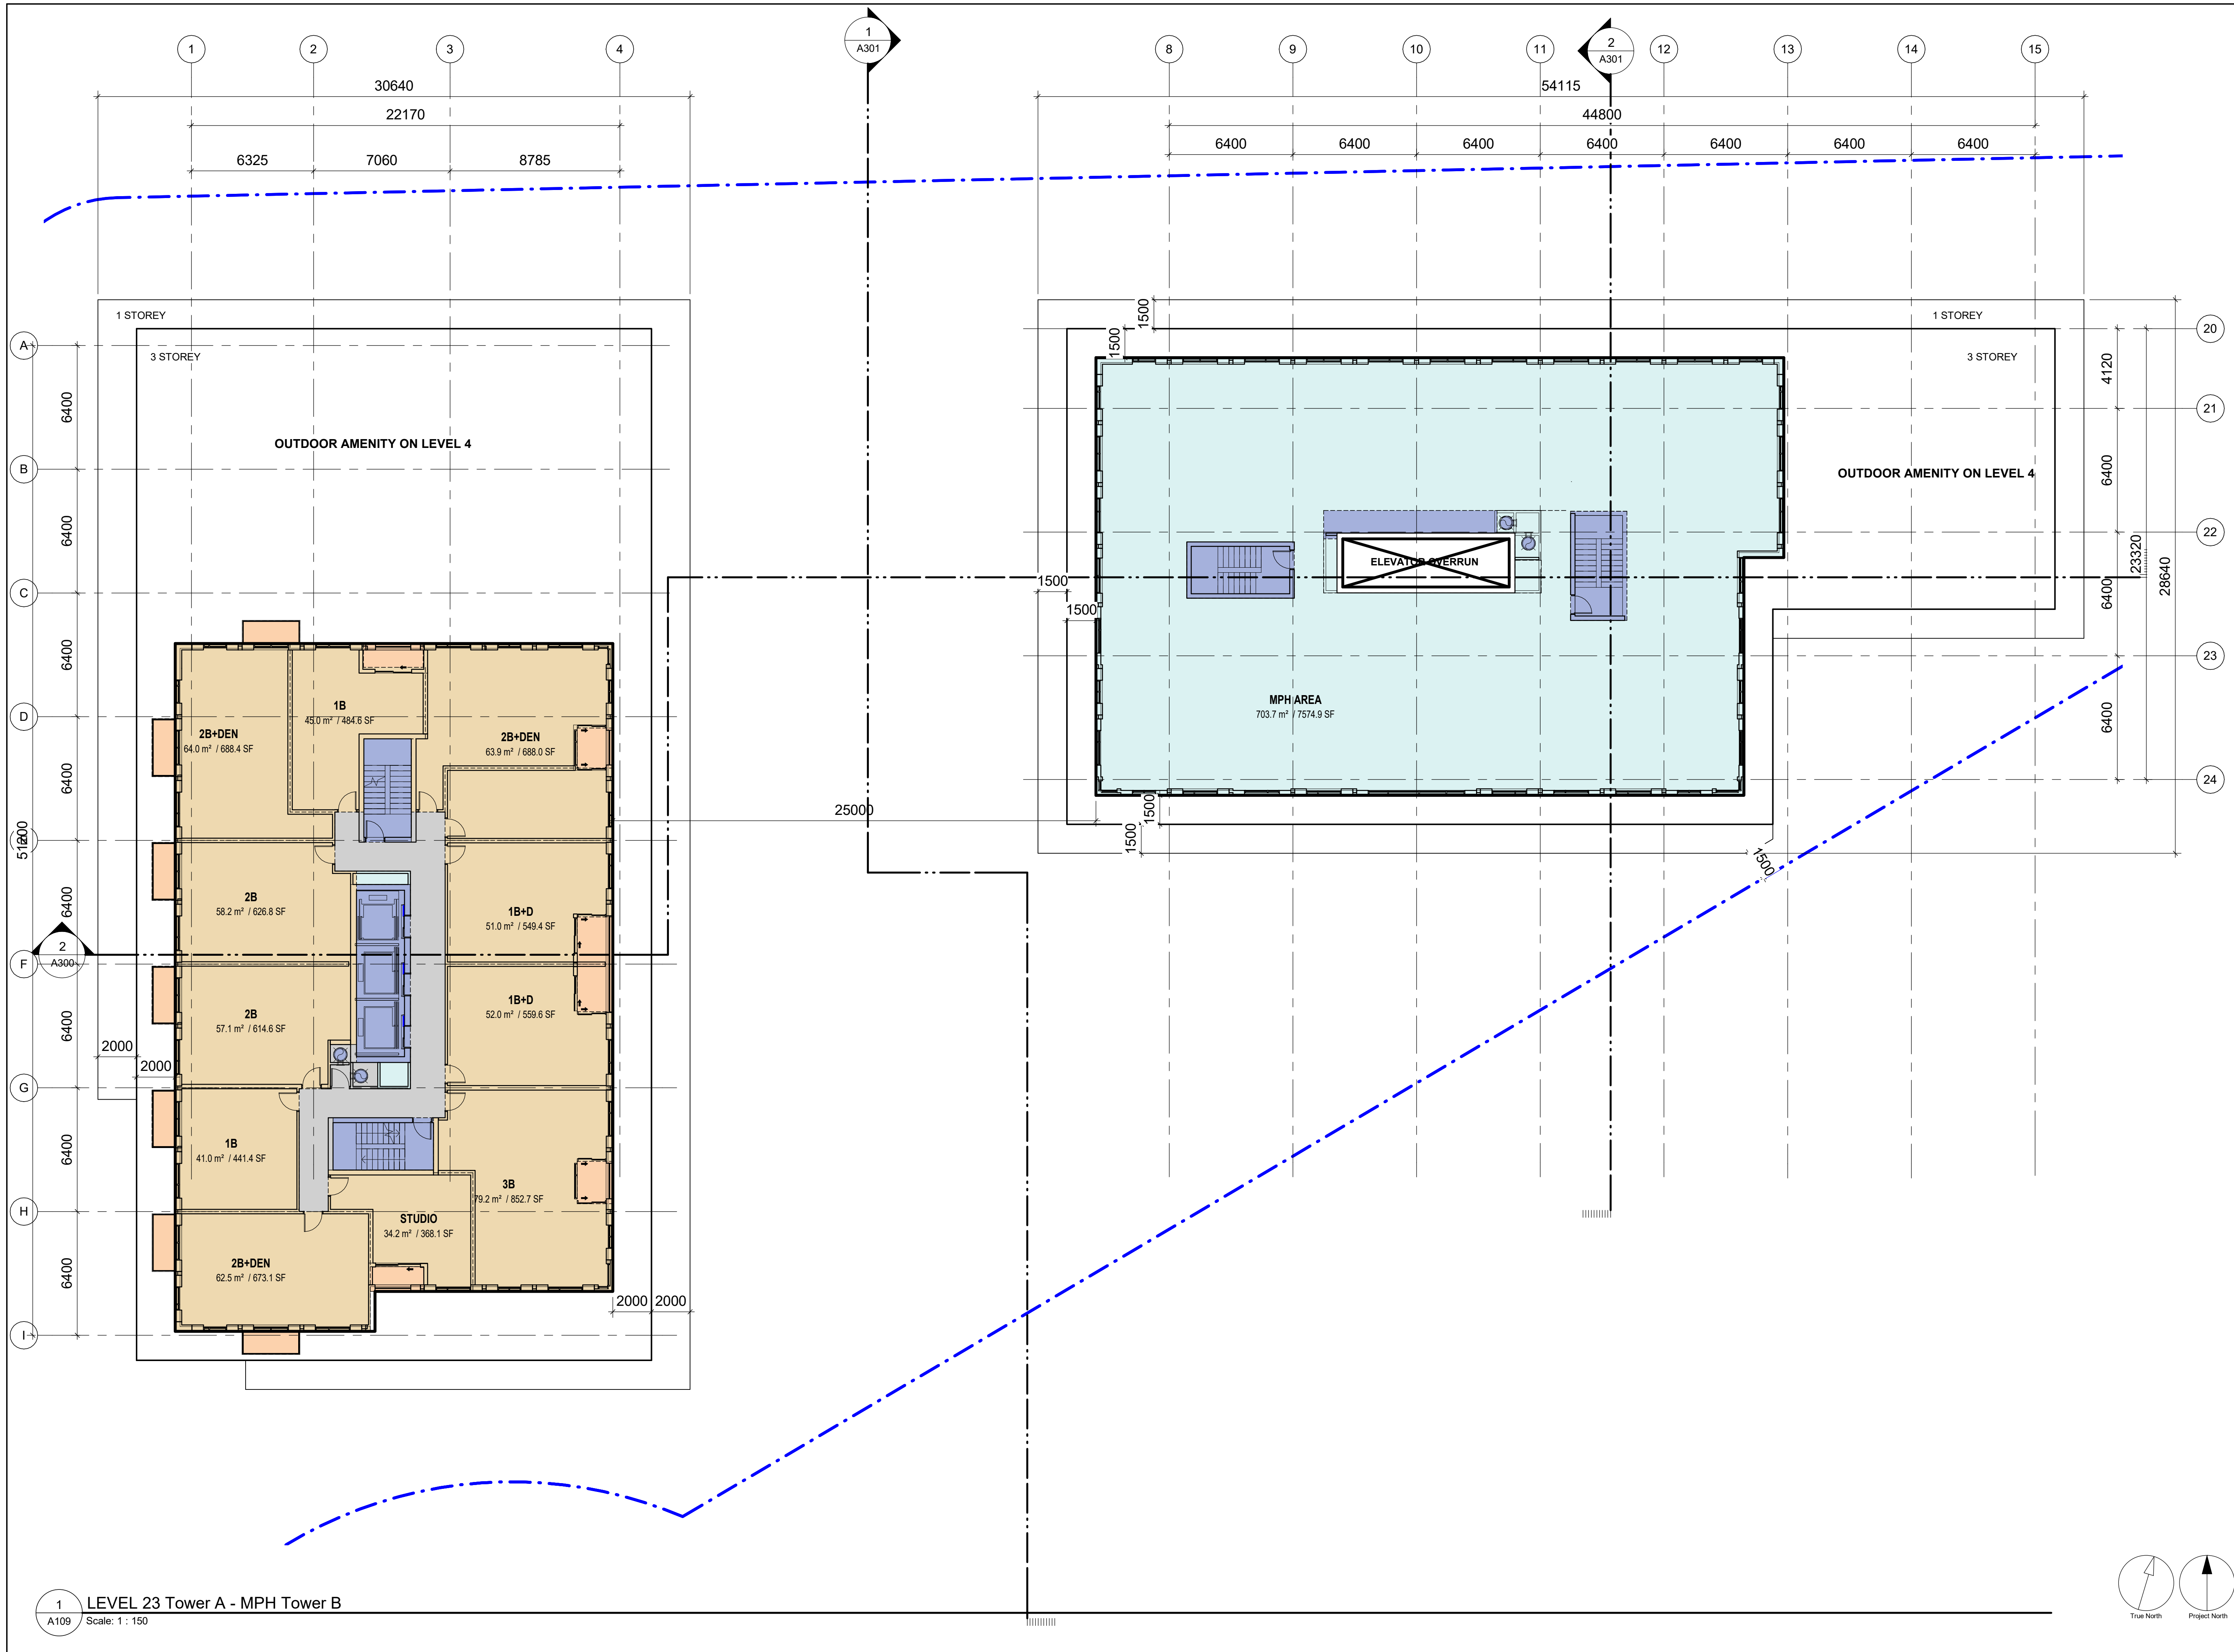 1
2
3
4
1
A301
8
9
10
11
2
A301
12
13
14
15
30640
54115
22170
44800
6325
7060
8785
6400
6400
6400
6400
6400
6400
6400
1 STOREY
3 STOREY
1500
1500
1 STOREY
3 STOREY
A
B
C
D
F
G
H
I
20
21
22
23
24
6400
6400
6400
6400
6400
6400
6400
6400
51200
4120
6400
6400
6400
23320
28640
OUTDOOR AMENITY ON LEVEL 4
OUTDOOR AMENITY ON LEVEL 4
ELEVATOR OVERRUN
1500
1500
MPH AREA
703.7 m² / 7574.9 SF
1B
45.0 m² / 484.6 SF
2B+DEN
64.0 m² / 688.4 SF
2B+DEN
63.9 m² / 688.0 SF
25000
1500
1500
1500
2B
58.2 m² / 626.8 SF
1B+D
51.0 m² / 549.4 SF
2
A300
2B
57.1 m² / 614.6 SF
1B+D
52.0 m² / 559.6 SF
2000
2000
1B
41.0 m² / 441.4 SF
3B
79.2 m² / 852.7 SF
STUDIO
34.2 m² / 368.1 SF
2B+DEN
62.5 m² / 673.1 SF
2000
2000
1
A109
LEVEL 23 Tower A - MPH Tower B
Scale: 1 : 150
True North
Project North